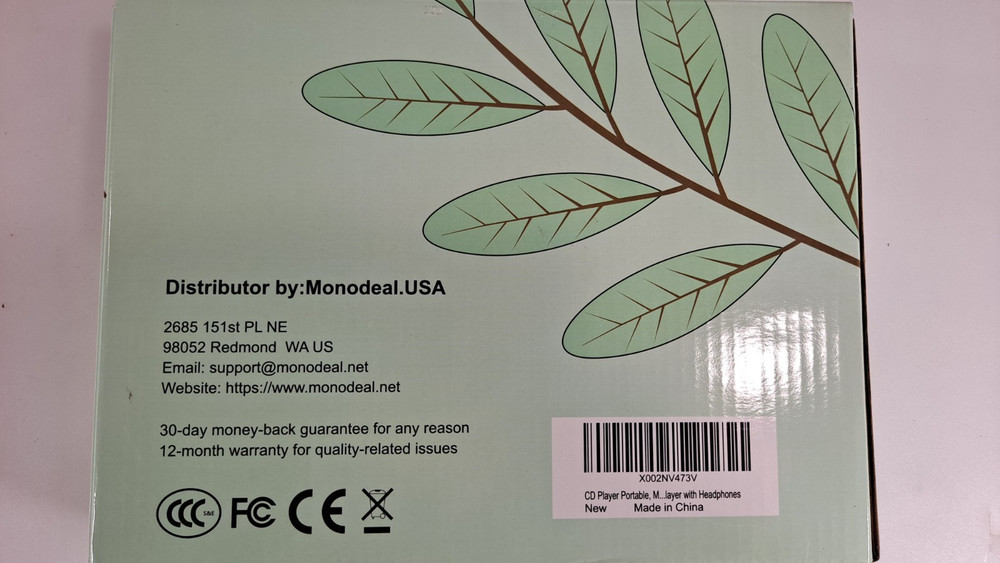 Distributor by:Monodeal.USA
2685 151st PL NE
98052 Redmond WA US
Email: support@monodeal.net
Website: https://www.monodeal.net
30-day money-back guarantee for any reason
12-month warranty for quality-related issues
CCC S&E FC CE
X002NV473V
CD Player Portable, M...layer with Headphones
New Made in China